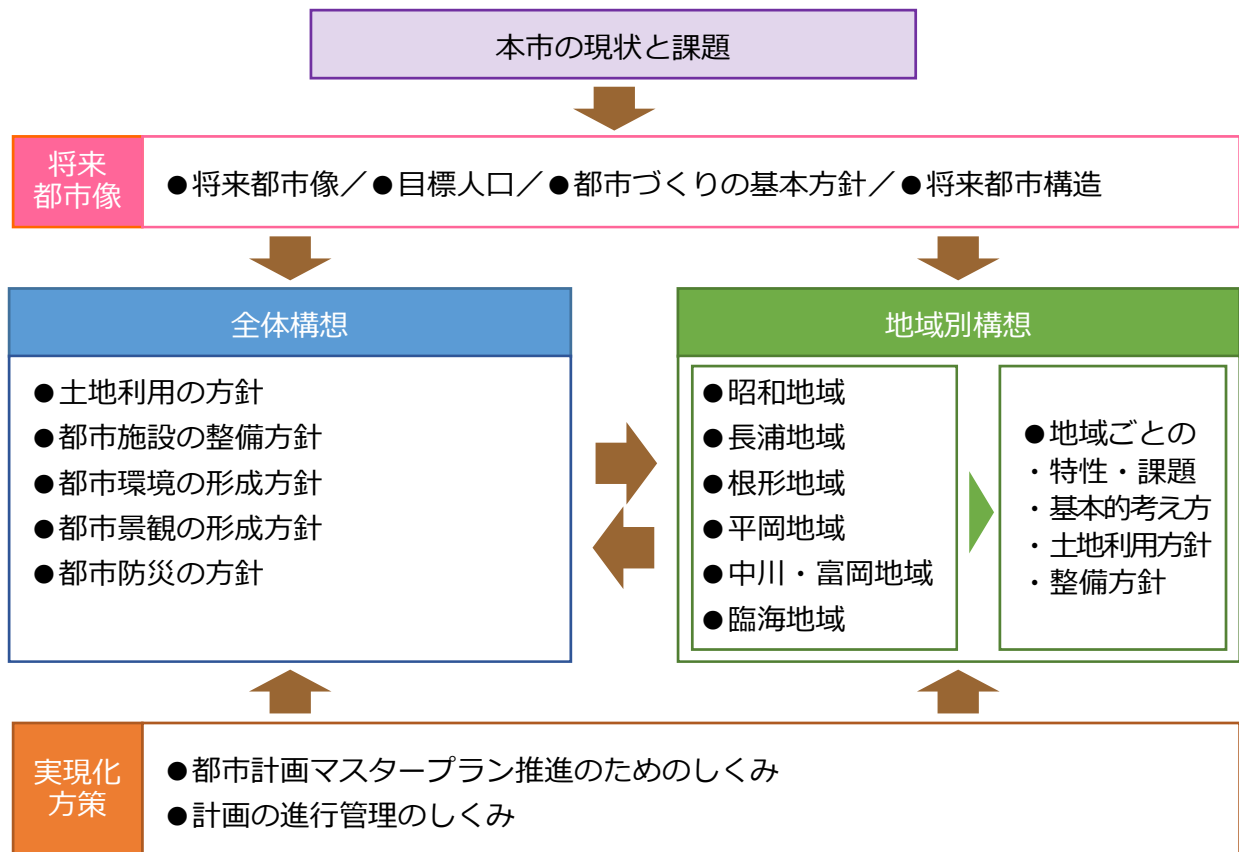 本市の現状と課題
将来
都市像
●将来都市像／●目標人口／●都市づくりの基本方針／●将来都市構造
全体構想
●土地利用の方針
●都市施設の整備方針
●都市環境の形成方針
●都市景観の形成方針
●都市防災の方針
地域別構想
●昭和地域
●長浦地域
●根形地域
●平岡地域
●中川・富岡地域
●臨海地域
●地域ごとの
・特性・課題
・基本的考え方
・土地利用方針
・整備方針
実現化
方策
●都市計画マスタープラン推進のためのしくみ
●計画の進行管理のしくみ